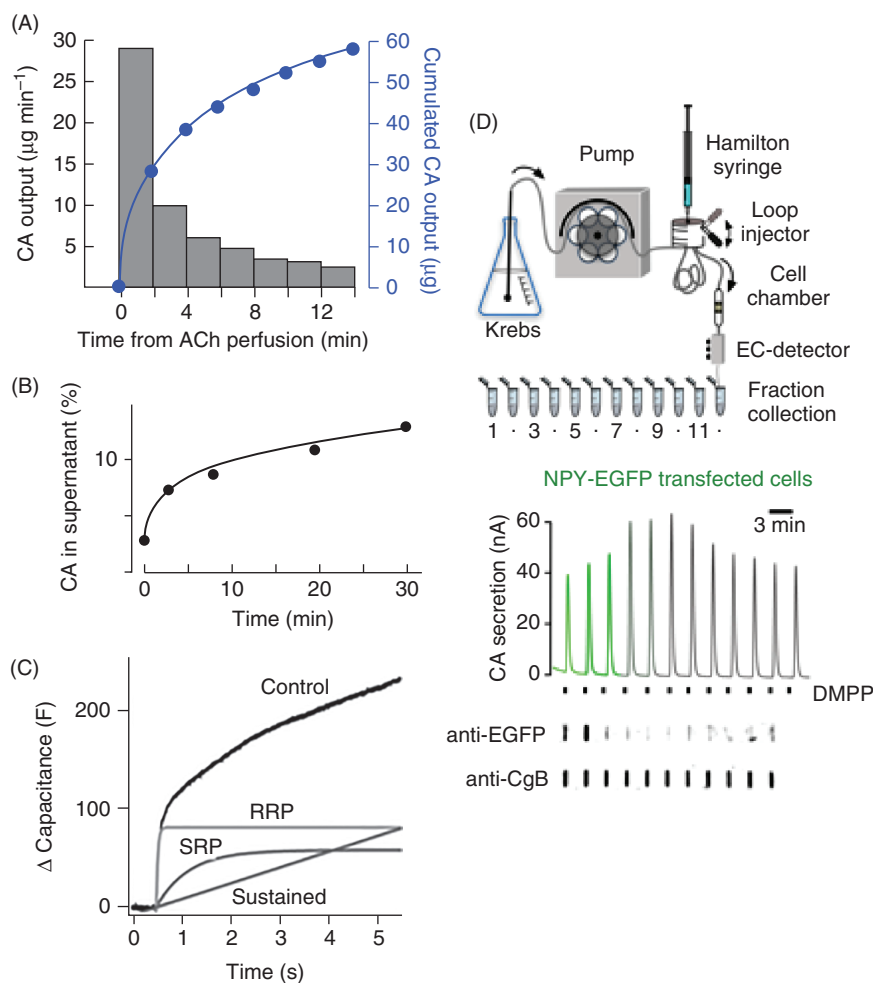 (A)
30
25
20
15
10
5
CA output (µg min⁻¹)
60
50
40
30
20
10
0
Cumulated CA output (µg)
0 4 8 12
Time from ACh perfusion (min)
(B)
10
CA in supernatant (%)
0 10 20 30
Time (min)
(C)
200
100
0
Δ Capacitance (F)
Control
RRP
SRP
Sustained
0 1 2 3 4 5
Time (s)
(D)
Pump
Hamilton
syringe
Loop
injector
Cell
chamber
Krebs
EC-detector
Fraction
collection
1 · 3 · 5 · 7 · 9 · 11 ·
NPY-EGFP transfected cells
60
40
20
0
CA secretion (nA)
3 min
DMPP
anti-EGFP
anti-CgB